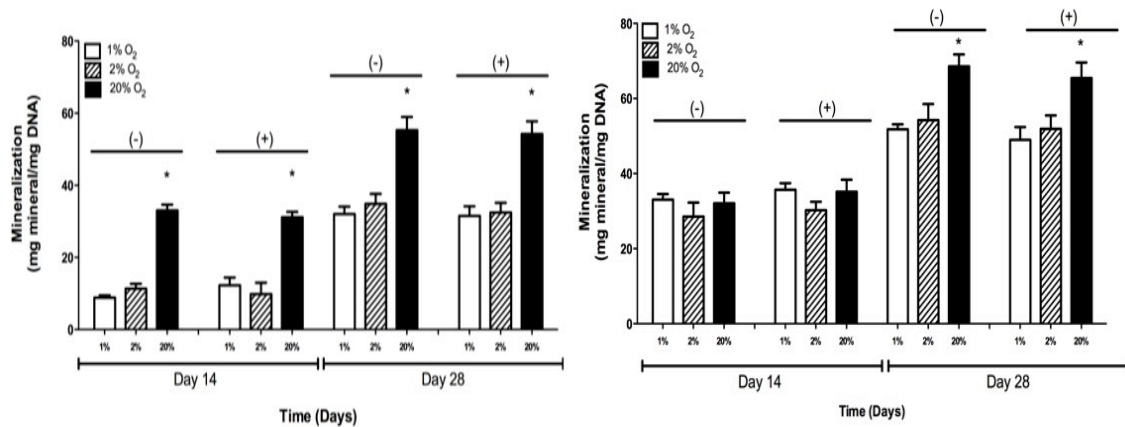 Mineralization
(mg mineral/mg DNA)
80
60
40
20
0
1% O₂
2% O₂
20% O₂
(-)
*
(+)
*
(-)
*
(+)
*
1% 2% 20% 1% 2% 20% 1% 2% 20% 1% 2% 20%
Day 14 Day 28
Time (Days)
Mineralization
(mg mineral/mg DNA)
80
60
40
20
0
1% O₂
2% O₂
20% O₂
(-)
(+)
(-)
*
(+)
*
1% 2% 20% 1% 2% 20% 1% 2% 20% 1% 2% 20%
Day 14 Day 28
Time (Days)